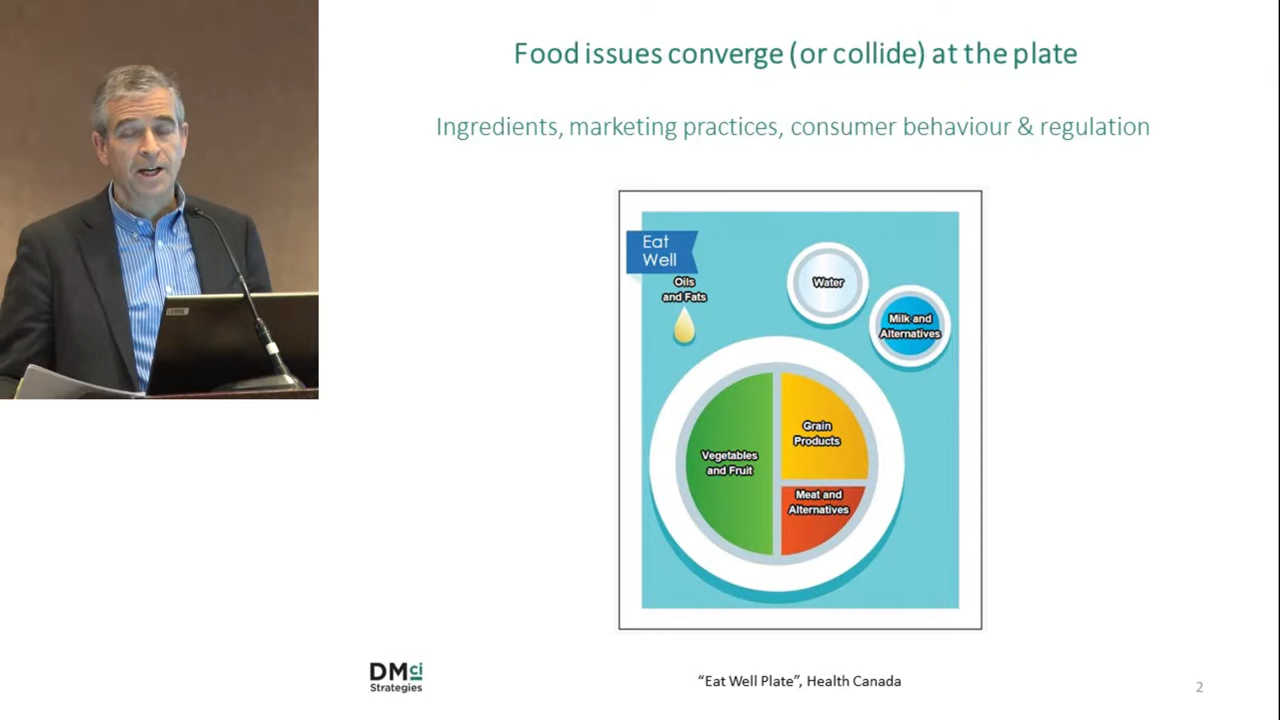 Food issues converge (or collide) at the plate
Ingredients, marketing practices, consumer behaviour & regulation
Eat
Well
Oils
and Fats
Water
Milk and
Alternatives
Grain
Products
Vegetables
and Fruit
Meat and
Alternatives
DMci
Strategies
“Eat Well Plate”, Health Canada
2